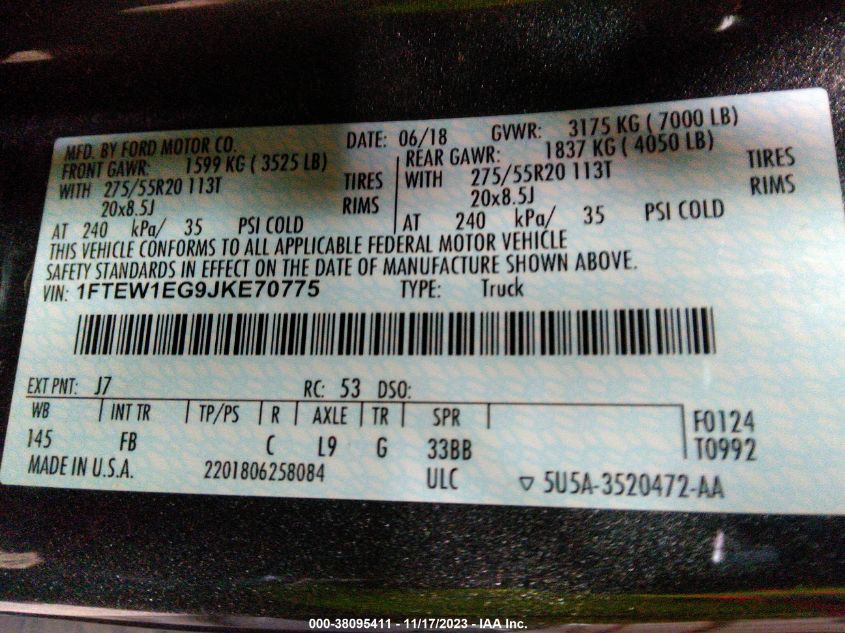 MFD. BY FORD MOTOR CO.
DATE: 06/18 GVWR: 3175 KG ( 7000 LB)
FRONT GAWR: 1599 KG ( 3525 LB)
REAR GAWR: 1837 KG ( 4050 LB)
WITH 275/55R20 113T TIRES
WITH 275/55R20 113T TIRES
20x8.5J RIMS
20x8.5J RIMS
AT 240 kPa/ 35 PSI COLD
AT 240 kPa/ 35 PSI COLD
THIS VEHICLE CONFORMS TO ALL APPLICABLE FEDERAL MOTOR VEHICLE
SAFETY STANDARDS IN EFFECT ON THE DATE OF MANUFACTURE SHOWN ABOVE.
VIN: 1FTEW1EG9JKE70775 TYPE: Truck
EXT PNT: J7 RC: 53 DSO:
WB INT TR TP/PS R AXLE TR SPR F0124
145 FB C L9 G 33BB T0992
MADE IN U.S.A. 2201806258084 ULC ▽ 5U5A-3520472-AA
000-38095411 - 11/17/2023 - IAA Inc.